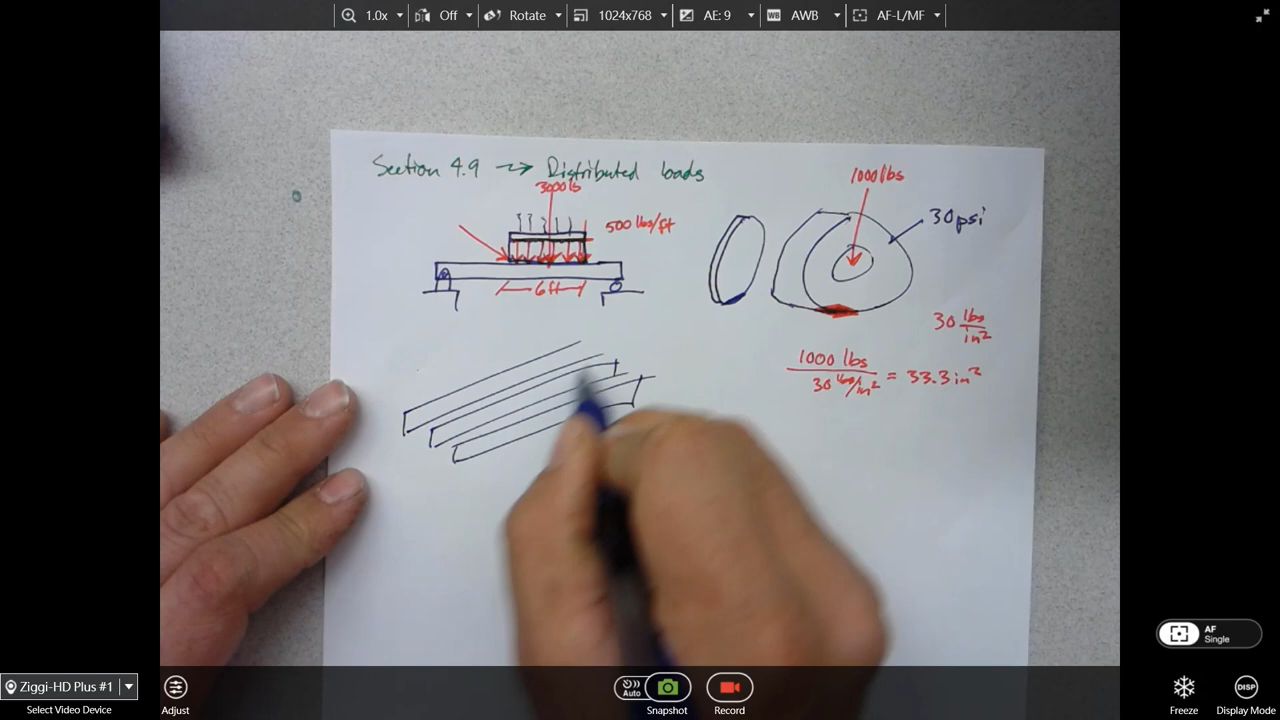 1.0x
Off
Rotate
1024x768
AE: 9
AWB
AF-L/MF
Section 4.9 → Distributed loads
3000 lb
500 lbs/ft
6 ft
1000 lbs
30 psi
30 lbs/in²
1000 lbs / 30 lbs/in² = 33.3 in²
AF
Single
Ziggi-HD Plus #1
Select Video Device
Adjust
Auto
Snapshot
Record
Freeze
DISP
Display Mode